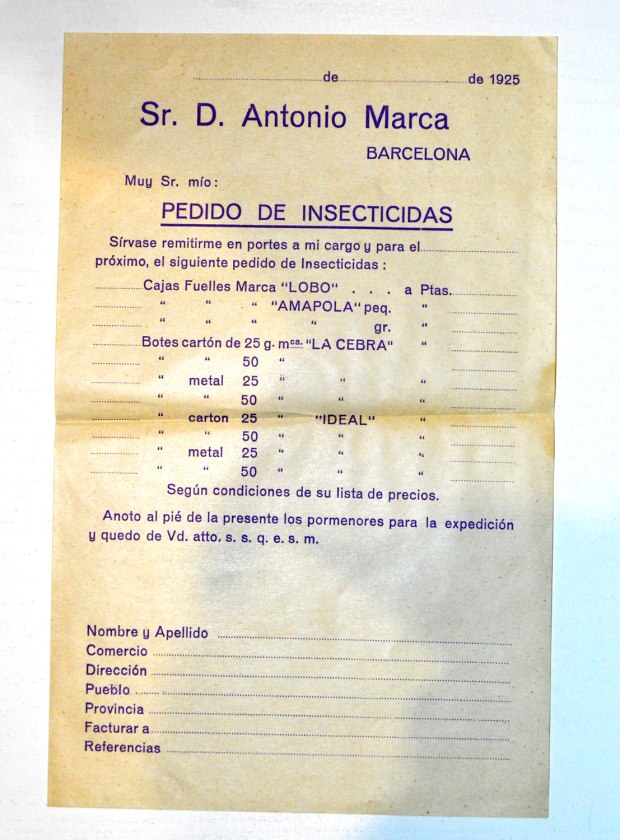 de de 1925
Sr. D. Antonio Marca
BARCELONA
Muy Sr. mío:
PEDIDO DE INSECTICIDAS
Sírvase remitirme en portes a mi cargo y para el
próximo, el siguiente pedido de Insecticidas:
Cajas Fuelles Marca "LOBO" . . . a Ptas.
" " " "AMAPOLA" peq. "
" " " " gr. "
Botes cartón de 25 g. mca. "LA CEBRA" "
" " 50 "
" metal 25 " " "
" " 50 " " "
" carton 25 " "IDEAL" "
" " 50 " " "
" metal 25 " " "
" " 50 " " "
Según condiciones de su lista de precios.
Anoto al pié de la presente los pormenores para la expedición
y quedo de Vd. atto. s. s. q. e. s. m.
Nombre y Apellido
Comercio
Dirección
Pueblo
Provincia
Facturar a
Referencias